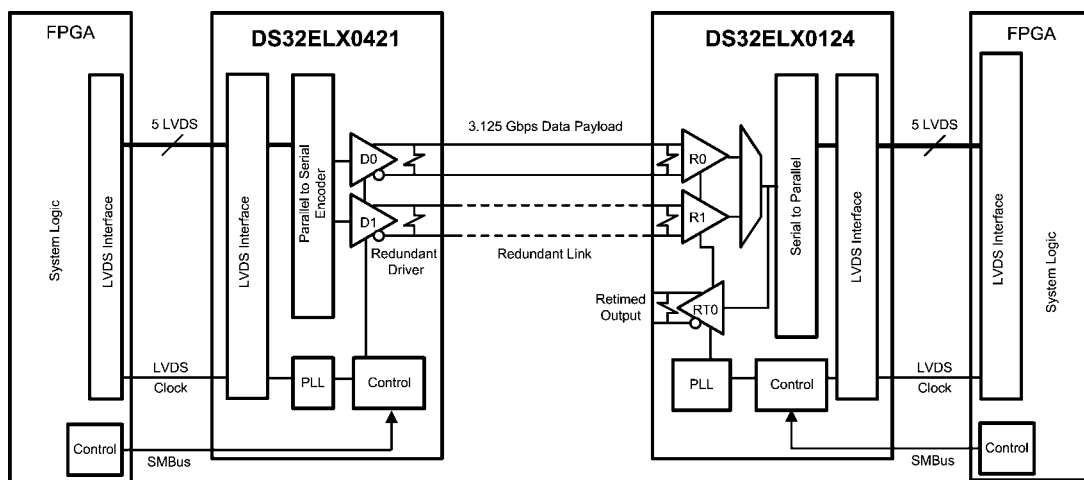 FPGA
DS32ELX0421
DS32ELX0124
FPGA
System Logic
LVDS Interface
5 LVDS
LVDS Interface
Parallel to Serial
Encoder
D0
D1
3.125 Gbps Data Payload
R0
R1
Serial to Parallel
LVDS Interface
5 LVDS
LVDS Interface
System Logic
Redundant
Driver
Redundant Link
Retimed
Output
RT0
LVDS
Clock
PLL
Control
PLL
Control
LVDS
Clock
Control
SMBus
SMBus
Control